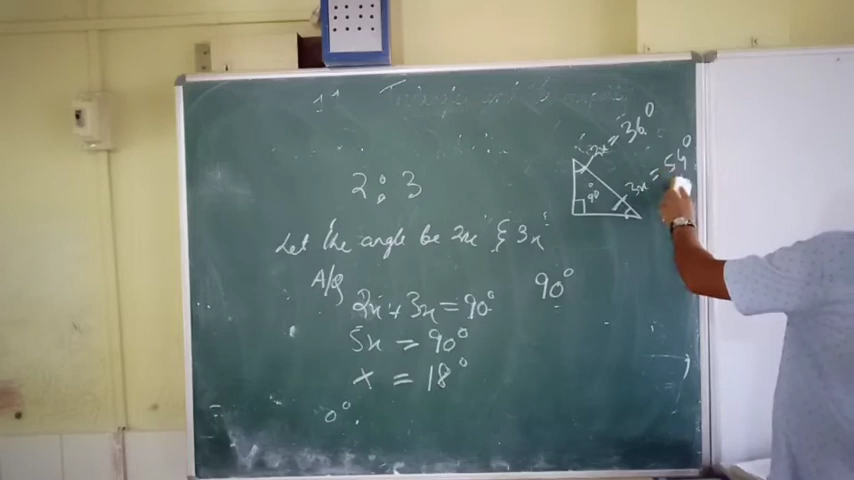 2x = 36°
3x = 54°
90°
2 : 3
Let the angle be 2x & 3x
A/Q
2x + 3x = 90°
90°
5x = 90°
x = 18°
0°